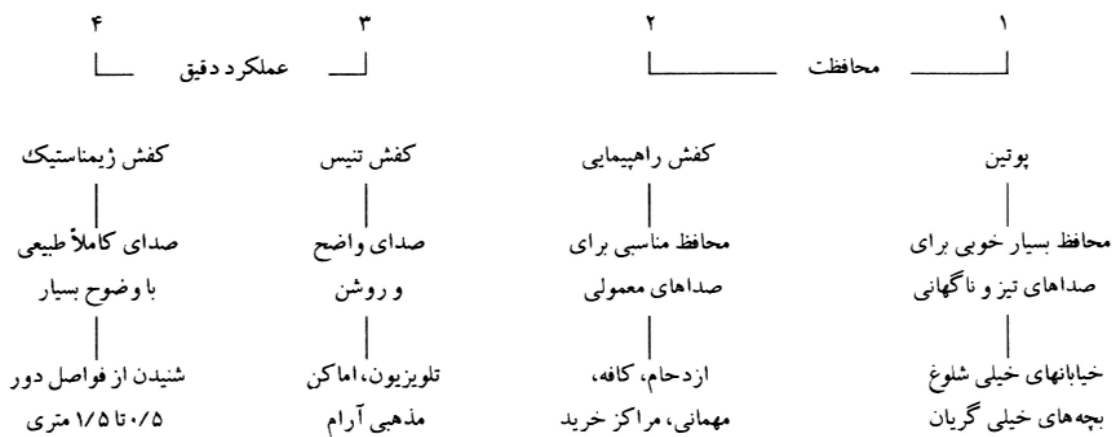 ۱ ۲ ۳ ۴
محافظت عملکرد دقیق
پوتین کفش راهپیمایی کفش تنیس کفش ژیمناستیک
محافظ بسیار خوبی برای محافظ مناسبی برای صدای واضح صدای کاملاً طبیعی
صداهای تیز و ناگهانی صداهای معمولی و روشن با وضوح بسیار
خیابانهای خیلی شلوغ ازدحام، کافه، تلویزیون، اماکن شنیدن از فواصل دور
بچه‌های خیلی گریان مهمانی، مراکز خرید مذهبی آرام ۰/۵ تا ۱/۵ متری